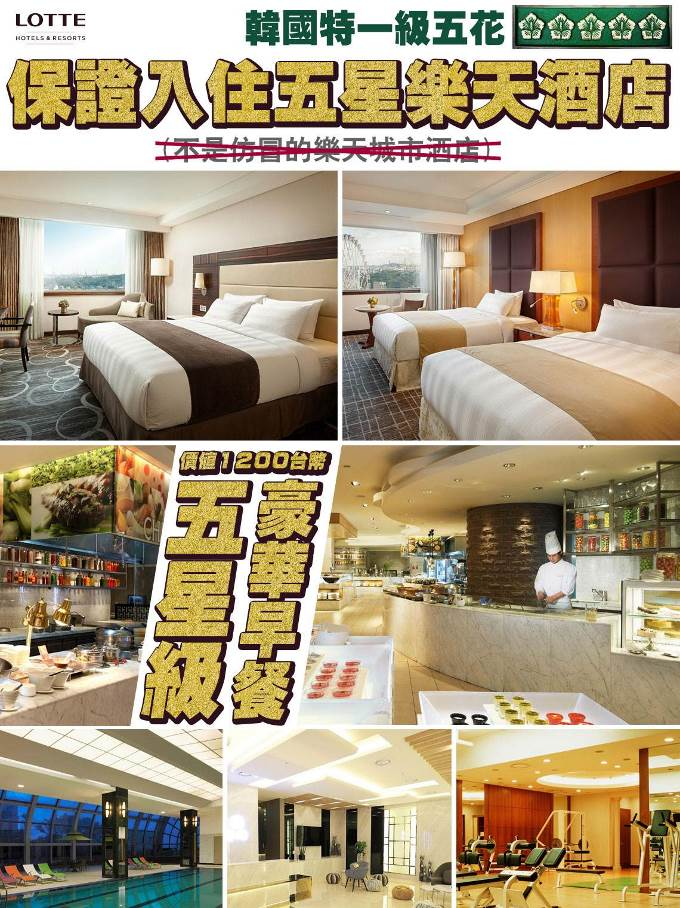 LOTTE
HOTELS & RESORTS
韓國特一級五花
保證入住五星樂天酒店
(不是仿冒的樂天城市酒店)
價值1200台幣
五星級
豪華早餐